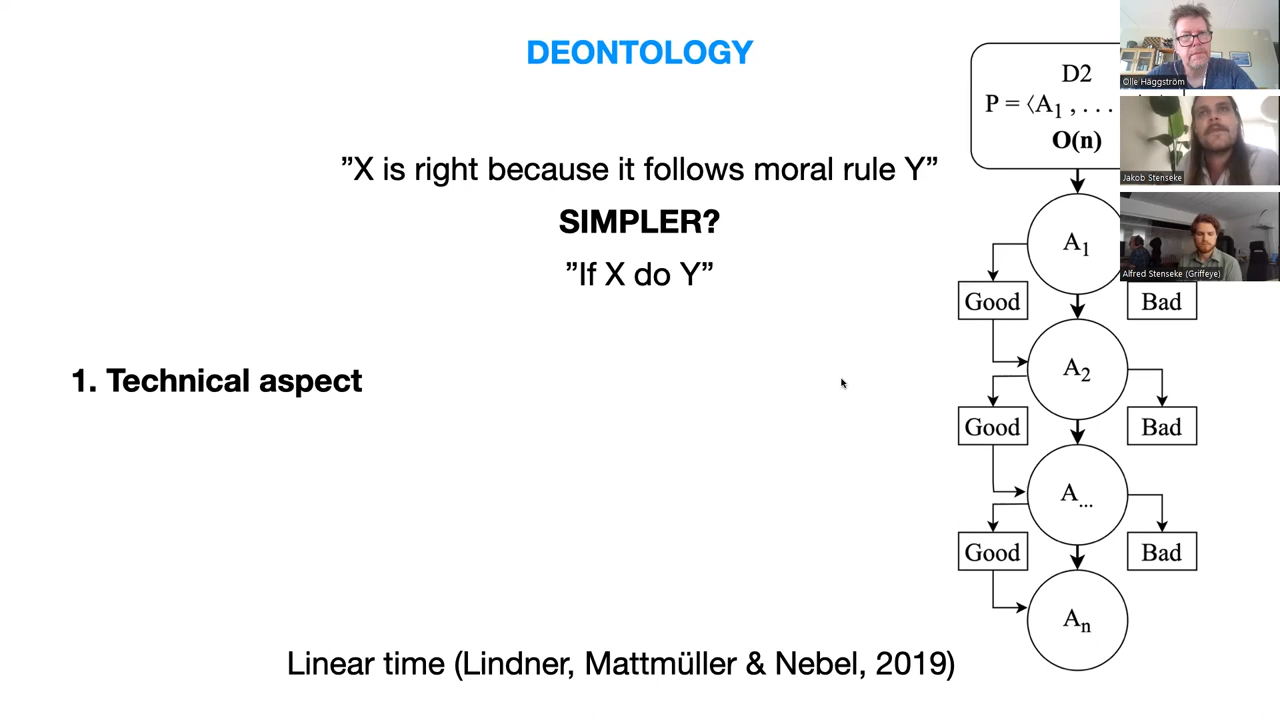 DEONTOLOGY
”X is right because it follows moral rule Y”
SIMPLER?
”If X do Y”
1. Technical aspect
Linear time (Lindner, Mattmüller & Nebel, 2019)
D2
P = ⟨A1 , . . .
O(n)
A1
Good
Bad
A2
Good
Bad
A...
Good
Bad
An
Olle Häggström
Jakob Stenseke
Alfred Stenseke (Griffeye)